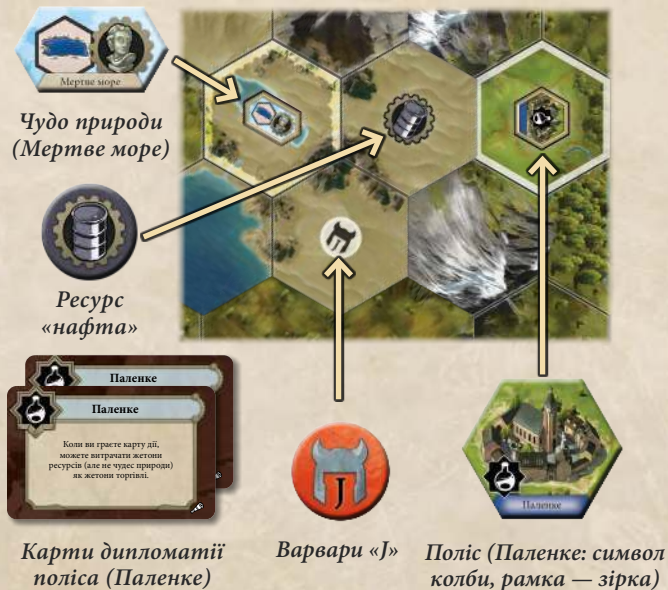 Мертве море
Чудо природи
(Мертве море)
Ресурс
«нафта»
Паленке
Паленке
Коли ви граєте карту дії,
можете витрачати жетони
ресурсів (але не чудес природи)
як жетони торгівлі.
Карти дипломатії
поліса (Паленке)
J
Варвари «J»
Паленке
Поліс (Паленке: символ
колби, рамка — зірка)